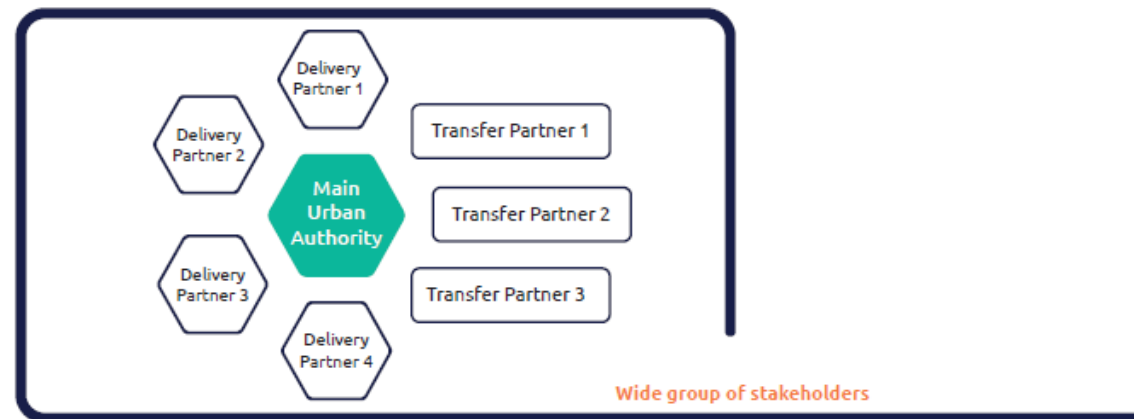 Delivery
Partner 1
Delivery
Partner 2
Main
Urban
Authority
Delivery
Partner 3
Delivery
Partner 4
Transfer Partner 1
Transfer Partner 2
Transfer Partner 3
Wide group of stakeholders